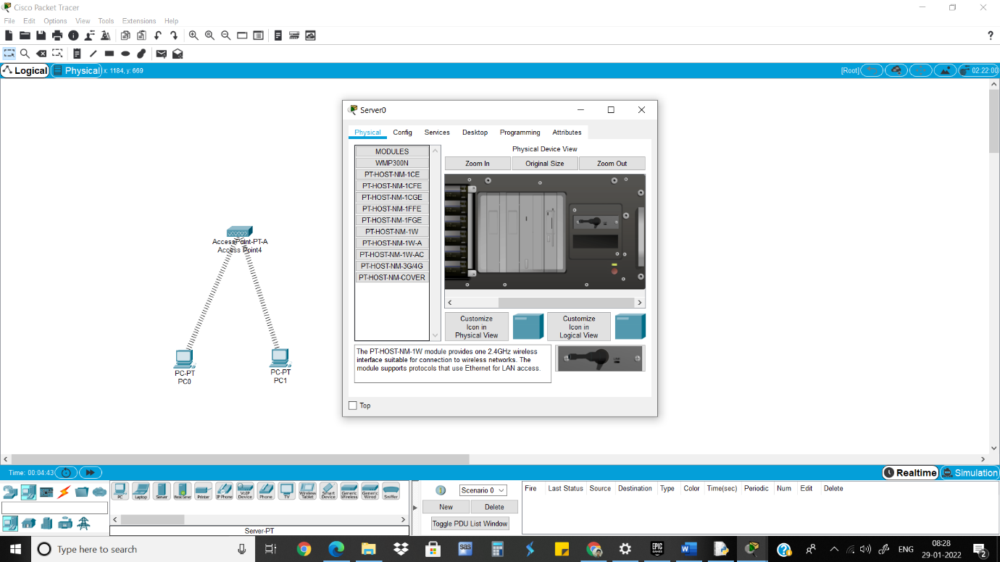 Cisco Packet Tracer
File Edit Options View Tools Extensions Help
?
Logical Physical x: 1184, y: 669 [Root] 02:22:00
Server0
Physical Config Services Desktop Programming Attributes
MODULES
WMP300N
PT-HOST-NM-1CE
PT-HOST-NM-1CFE
PT-HOST-NM-1CGE
PT-HOST-NM-1FFE
PT-HOST-NM-1FGE
PT-HOST-NM-1W
PT-HOST-NM-1W-A
PT-HOST-NM-1W-AC
PT-HOST-NM-3G/4G
PT-HOST-NM-COVER
Physical Device View
Zoom In Original Size Zoom Out
Customize
Icon in
Physical View
Customize
Icon in
Logical View
The PT-HOST-NM-1W module provides one 2.4GHz wireless
interface suitable for connection to wireless networks. The
module supports protocols that use Ethernet for LAN access.
Top
AccessPoint-PT-A
Access Point4
PC-PT
PC0
PC-PT
PC1
Time: 00:04:43 Realtime Simulation
PC Laptop Server Printer IP Phone VoIP Device Phone TV Wireless Tablet Smart Device Generic Wireless Generic Wired Sniffer
Server-PT
Scenario 0
New Delete
Toggle PDU List Window
Fire Last Status Source Destination Type Color Time(sec) Periodic Num Edit Delete
Type here to search
sas
EPIC
GAMES
ENG
08:28
29-01-2022
2